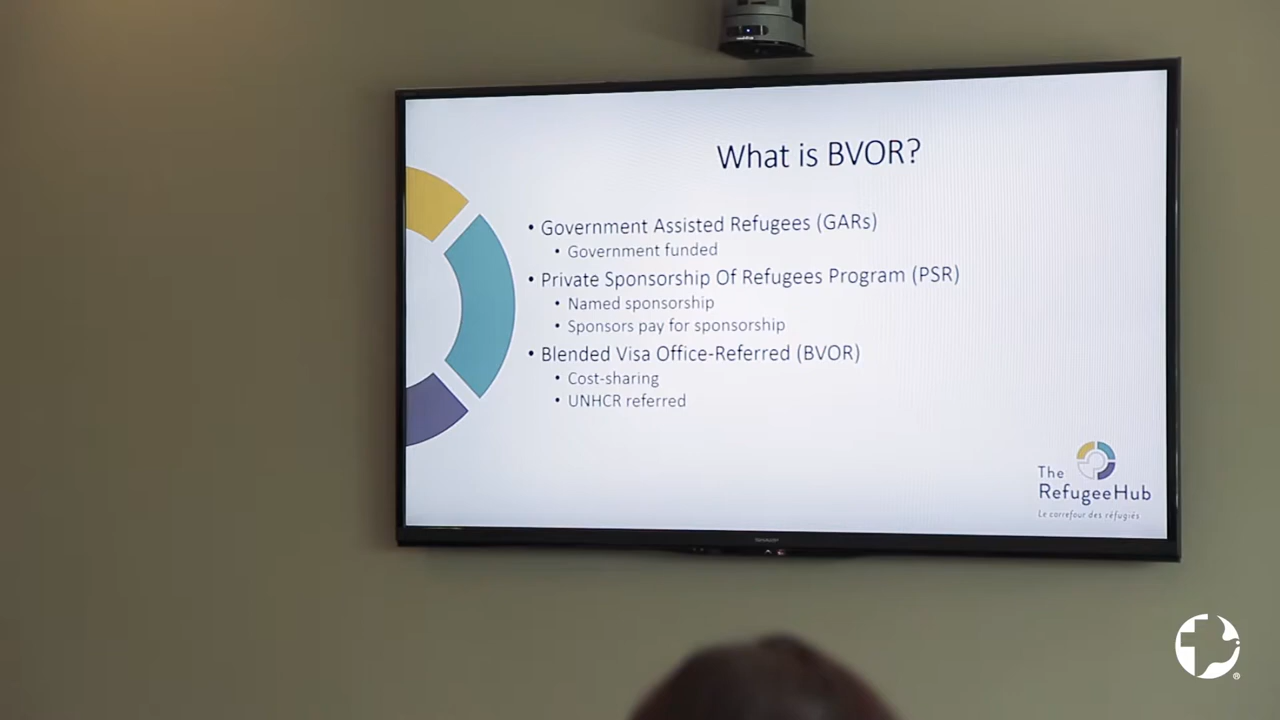 What is BVOR?
• Government Assisted Refugees (GARs)
• Government funded
• Private Sponsorship Of Refugees Program (PSR)
• Named sponsorship
• Sponsors pay for sponsorship
• Blended Visa Office-Referred (BVOR)
• Cost-sharing
• UNHCR referred
The
RefugeeHub
Le carrefour des réfugiés
SHARP
®